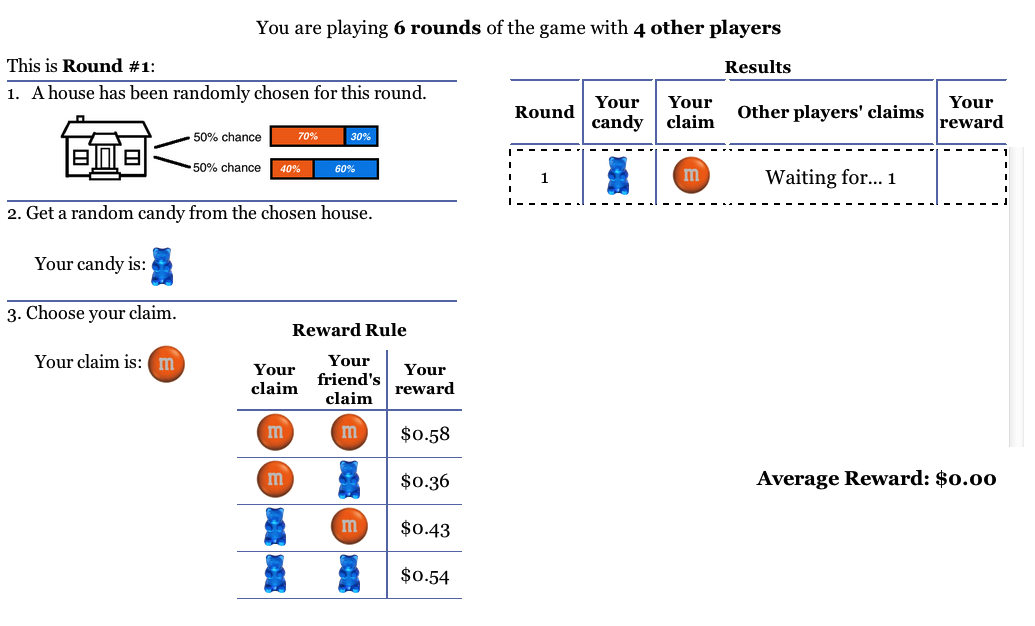 You are playing 6 rounds of the game with 4 other players
This is Round #1:
1. A house has been randomly chosen for this round.
50% chance 70% 30%
50% chance 40% 60%
2. Get a random candy from the chosen house.
Your candy is:
3. Choose your claim.
Your claim is: m
Reward Rule
Your claim Your friend's claim Your reward
m m $0.58
m $0.36
m $0.43
$0.54
Results
Round Your candy Your claim Other players' claims Your reward
1 m Waiting for... 1
Average Reward: $0.00